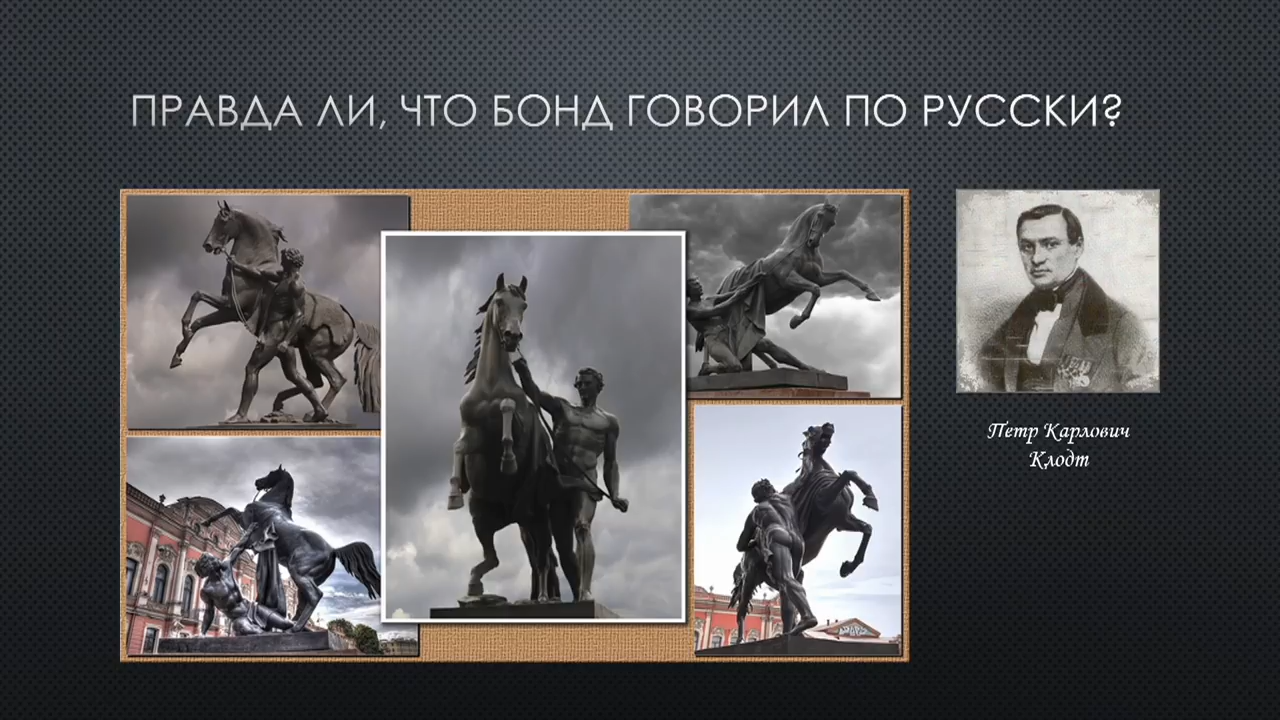 ПРАВДА ЛИ, ЧТО БОНД ГОВОРИЛ ПО РУССКИ?
Петр Карлович
Клодт